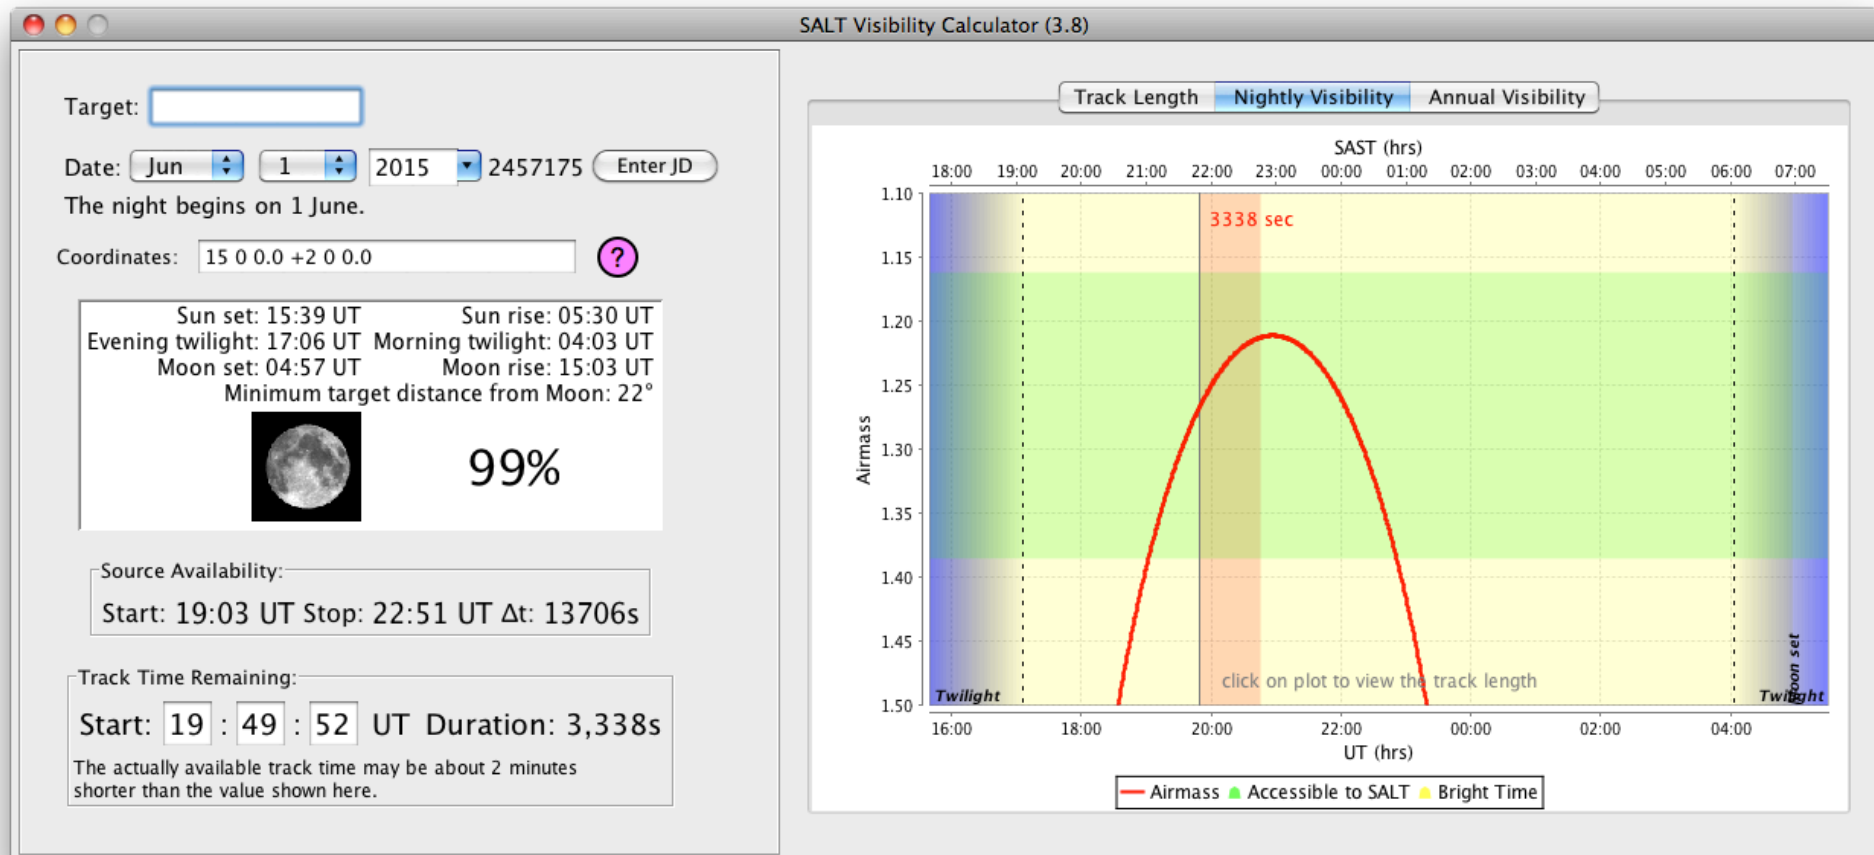 SALT Visibility Calculator (3.8)
Target:
Date: Jun 1 2015 2457175 Enter JD
The night begins on 1 June.
Coordinates: 15 0 0.0 +2 0 0.0 ?
Sun set: 15:39 UT Sun rise: 05:30 UT
Evening twilight: 17:06 UT Morning twilight: 04:03 UT
Moon set: 04:57 UT Moon rise: 15:03 UT
Minimum target distance from Moon: 22°
99%
Source Availability:
Start: 19:03 UT Stop: 22:51 UT Δt: 13706s
Track Time Remaining:
Start: 19 : 49 : 52 UT Duration: 3,338s
The actually available track time may be about 2 minutes
shorter than the value shown here.
Track Length Nightly Visibility Annual Visibility
SAST (hrs)
18:00 19:00 20:00 21:00 22:00 23:00 00:00 01:00 02:00 03:00 04:00 05:00 06:00 07:00
3338 sec
Airmass
1.10
1.15
1.20
1.25
1.30
1.35
1.40
1.45
1.50
click on plot to view the track length
Moon set
Twilight Twilight
16:00 18:00 20:00 22:00 00:00 02:00 04:00
UT (hrs)
Airmass Accessible to SALT Bright Time